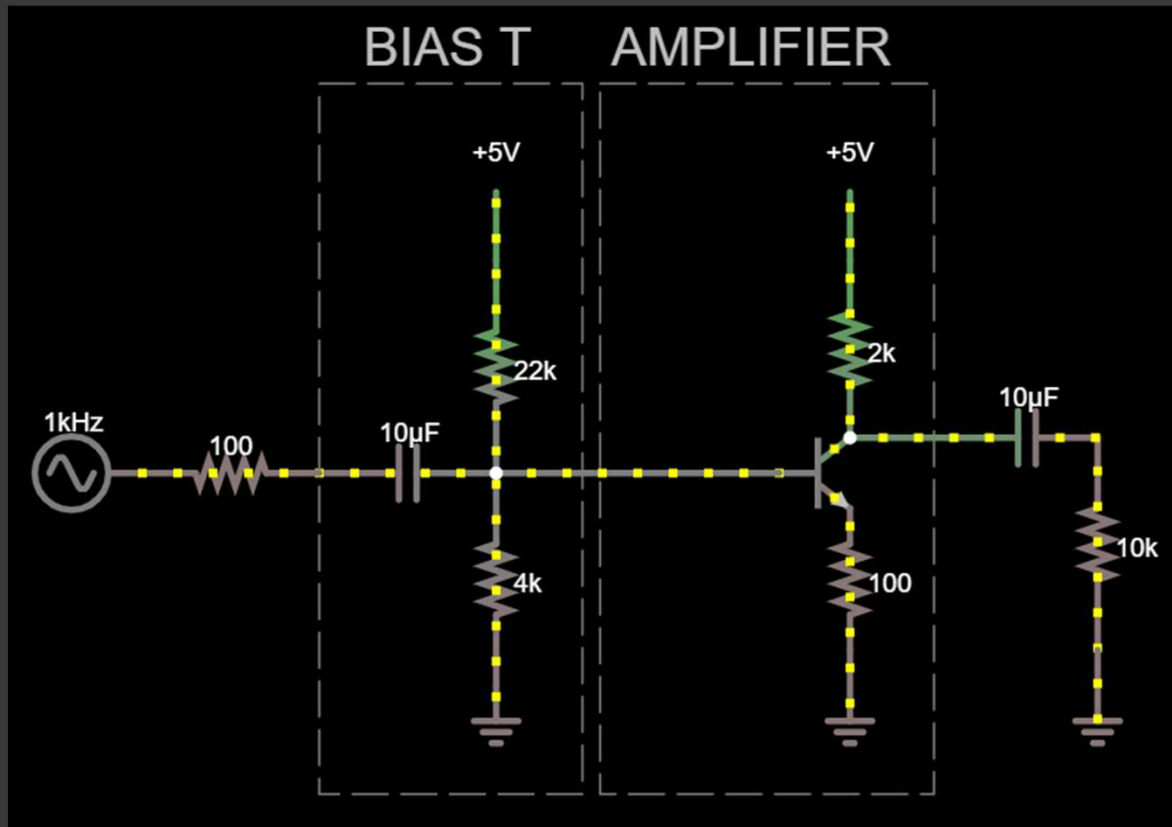 BIAS T
AMPLIFIER
+5V
+5V
2k
22k
10µF
1kHz
10µF
100
10k
4k
100